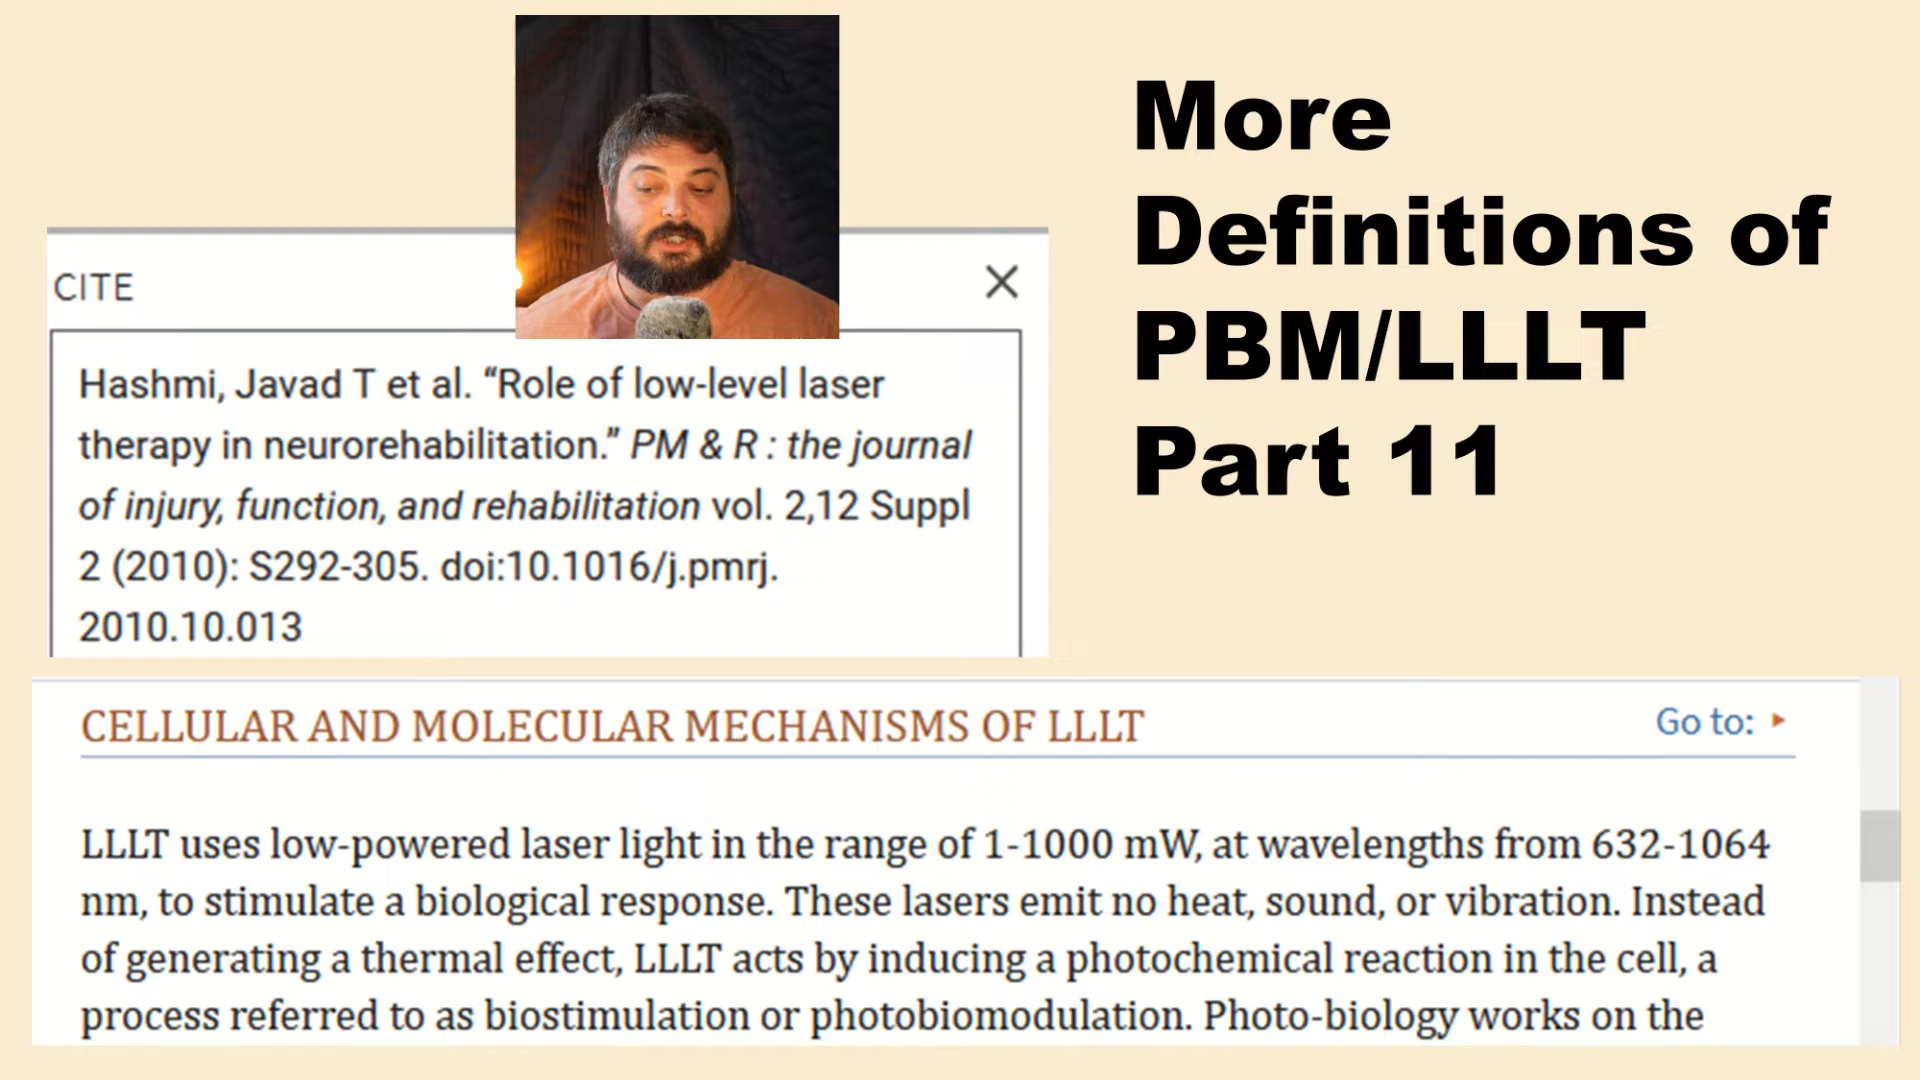 More
Definitions of
PBM/LLLT
Part 11
CITE
Hashmi, Javad T et al. “Role of low-level laser
therapy in neurorehabilitation.” PM & R : the journal
of injury, function, and rehabilitation vol. 2,12 Suppl
2 (2010): S292-305. doi:10.1016/j.pmrj.
2010.10.013
CELLULAR AND MOLECULAR MECHANISMS OF LLLT
Go to:
LLLT uses low-powered laser light in the range of 1-1000 mW, at wavelengths from 632-1064
nm, to stimulate a biological response. These lasers emit no heat, sound, or vibration. Instead
of generating a thermal effect, LLLT acts by inducing a photochemical reaction in the cell, a
process referred to as biostimulation or photobiomodulation. Photo-biology works on the